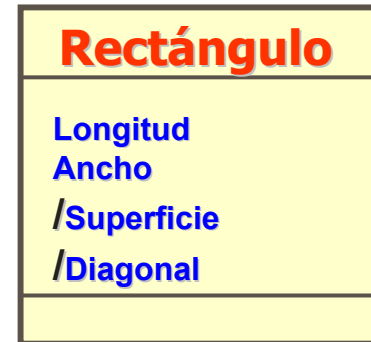 Rectángulo
Longitud
Ancho
/Superficie
/Diagonal